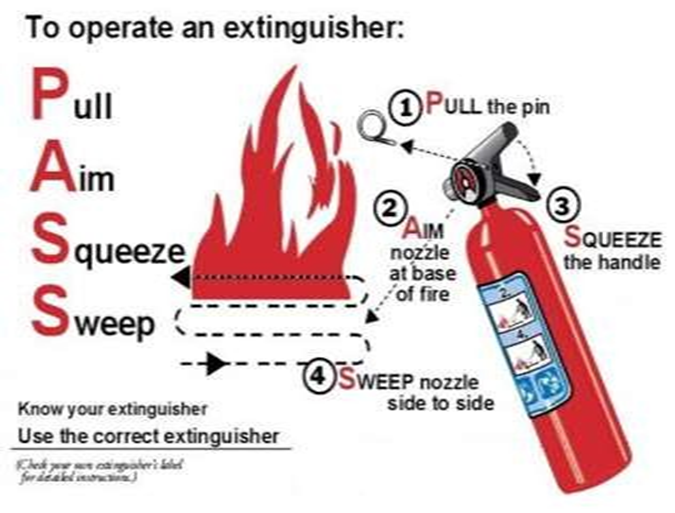 To operate an extinguisher:
Pull
Aim
Squeeze
Sweep
1 PULL the pin
2
AIM
nozzle
at base
of fire
3
SQUEEZE
the handle
2.
4.
4 SWEEP nozzle
side to side
Know your extinguisher
Use the correct extinguisher
(Check your own extinguisher's label
for detailed instructions.)